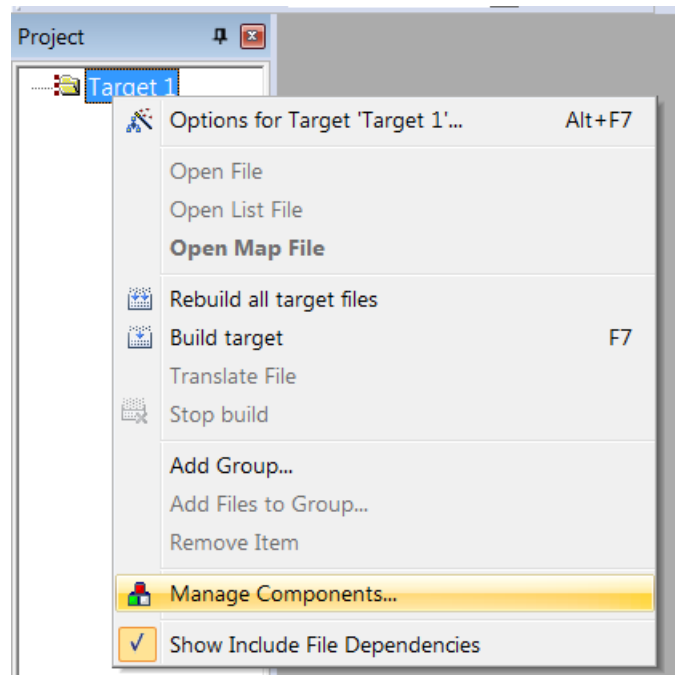 Project
Target 1
Options for Target 'Target 1'... Alt+F7
Open File
Open List File
Open Map File
Rebuild all target files
Build target F7
Translate File
Stop build
Add Group...
Add Files to Group...
Remove Item
Manage Components...
Show Include File Dependencies